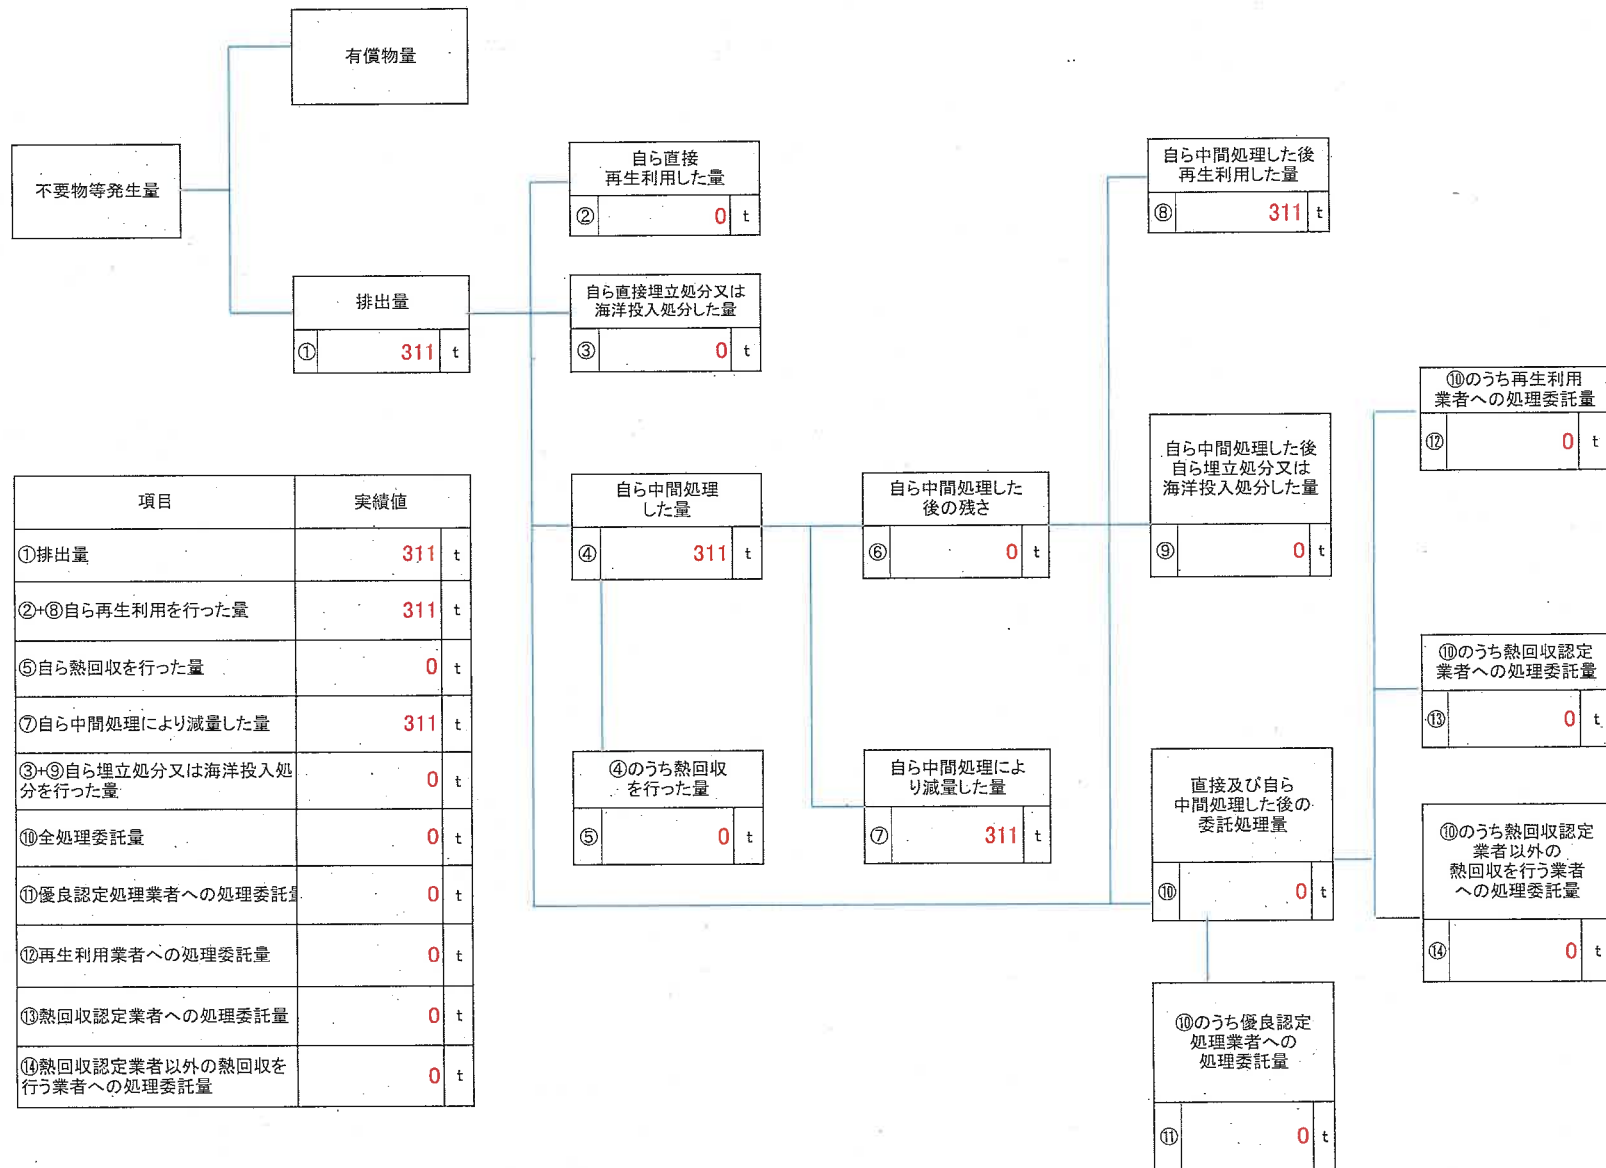 有償物量
不要物等発生量
排出量
① 311 t
自ら直接
再生利用した量
② 0 t
自ら直接埋立処分又は
海洋投入処分した量
③ 0 t
自ら中間処理
した量
④ 311 t
④のうち熱回収
を行った量
⑤ 0 t
自ら中間処理した
後の残さ
⑥ 0 t
自ら中間処理によ
り減量した量
⑦ 311 t
自ら中間処理した後
再生利用した量
⑧ 311 t
自ら中間処理した後
自ら埋立処分又は
海洋投入処分した量
⑨ 0 t
直接及び自ら
中間処理した後の
委託処理量
⑩ 0 t
⑩のうち優良認定
処理業者への
処理委託量
⑪ 0 t
⑩のうち再生利用
業者への処理委託量
⑫ 0 t
⑩のうち熱回収認定
業者への処理委託量
⑬ 0 t
⑩のうち熱回収認定
業者以外の
熱回収を行う業者
への処理委託量
⑭ 0 t
項目 実績値
①排出量 311 t
②+⑧自ら再生利用を行った量 311 t
⑤自ら熱回収を行った量 0 t
⑦自ら中間処理により減量した量 311 t
③+⑨自ら埋立処分又は海洋投入処
分を行った量 0 t
⑩全処理委託量 0 t
⑪優良認定処理業者への処理委託量 0 t
⑫再生利用業者への処理委託量 0 t
⑬熱回収認定業者への処理委託量 0 t
⑭熱回収認定業者以外の熱回収を
行う業者への処理委託量 0 t